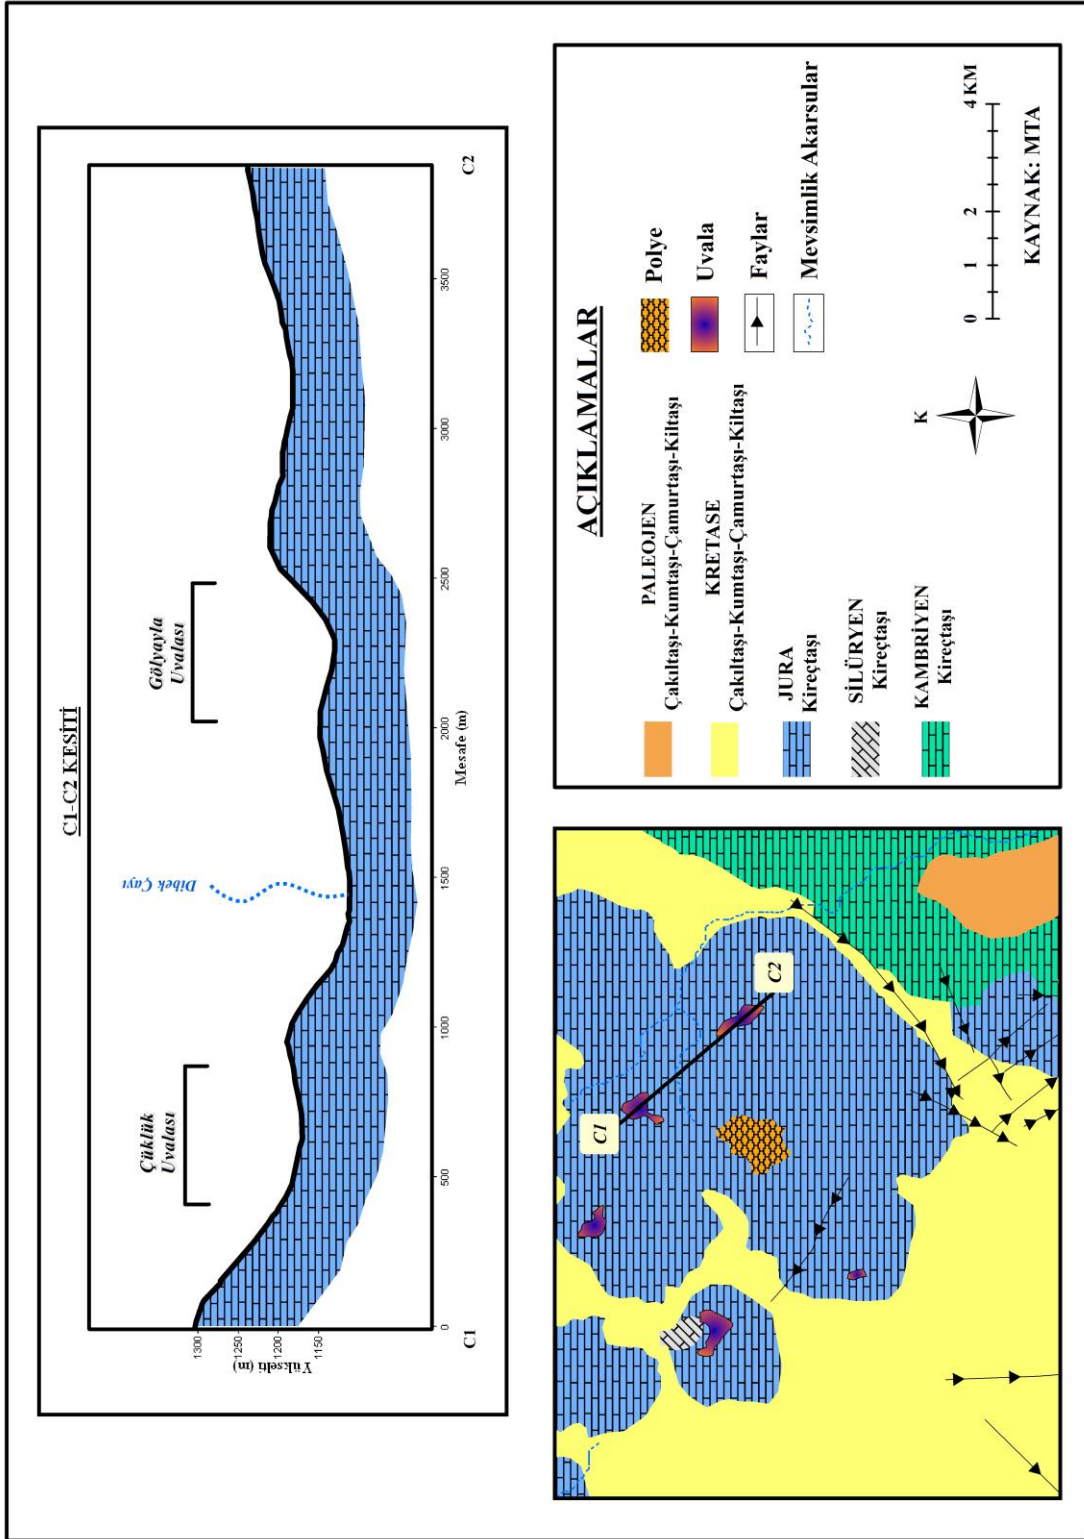 C1-C2 KESİTİ
Çüklük
Uvalası
Dibek Çayı
Gölyayla
Uvalası
Yükselti (m)
1300
1250
1200
1150
0
500
1000
1500
2000
2500
3000
3500
Mesafe (m)
C1
C2
C1
C2
AÇIKLAMALAR
PALEOJEN
Çakıltaşı-Kumtaşı-Çamurtaşı-Kiltaşı
KRETASE
Çakıltaşı-Kumtaşı-Çamurtaşı-Kiltaşı
JURA
Kireçtaşı
SİLÜRYEN
Kireçtaşı
KAMBRİYEN
Kireçtaşı
Polye
Uvala
Faylar
Mevsimlik Akarsular
K
0
1
2
4 KM
KAYNAK: MTA